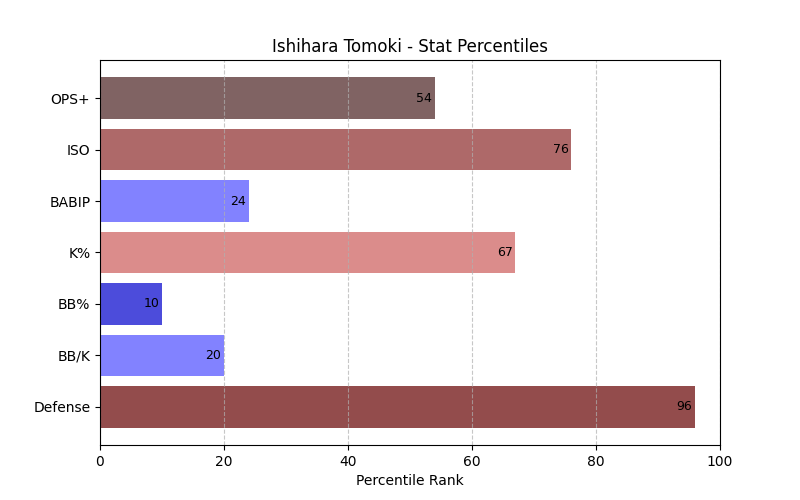 Ishihara Tomoki - Stat Percentiles
OPS+ 54
ISO 76
BABIP 24
K% 67
BB% 10
BB/K 20
Defense 96
0 20 40 60 80 100
Percentile Rank